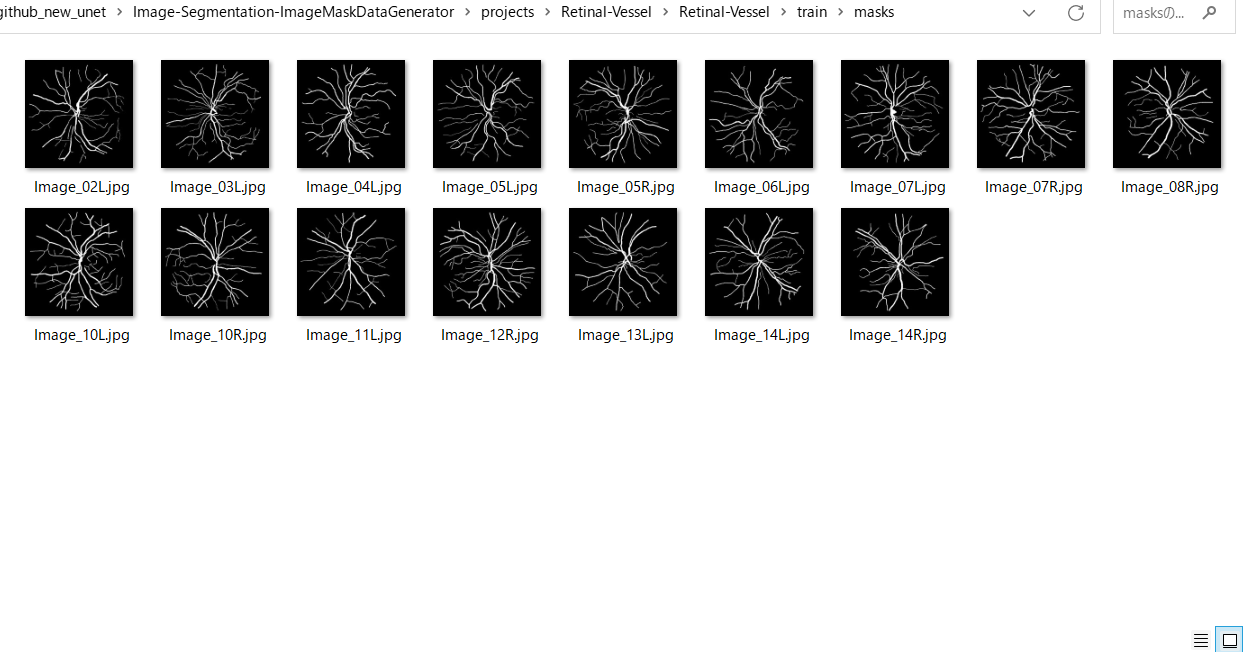 github_new_unet > Image-Segmentation-ImageMaskDataGenerator > projects > Retinal-Vessel > Retinal-Vessel > train > masks
masksの...
Image_02L.jpg Image_03L.jpg Image_04L.jpg Image_05L.jpg Image_05R.jpg Image_06L.jpg Image_07L.jpg Image_07R.jpg Image_08R.jpg
Image_10L.jpg Image_10R.jpg Image_11L.jpg Image_12R.jpg Image_13L.jpg Image_14L.jpg Image_14R.jpg